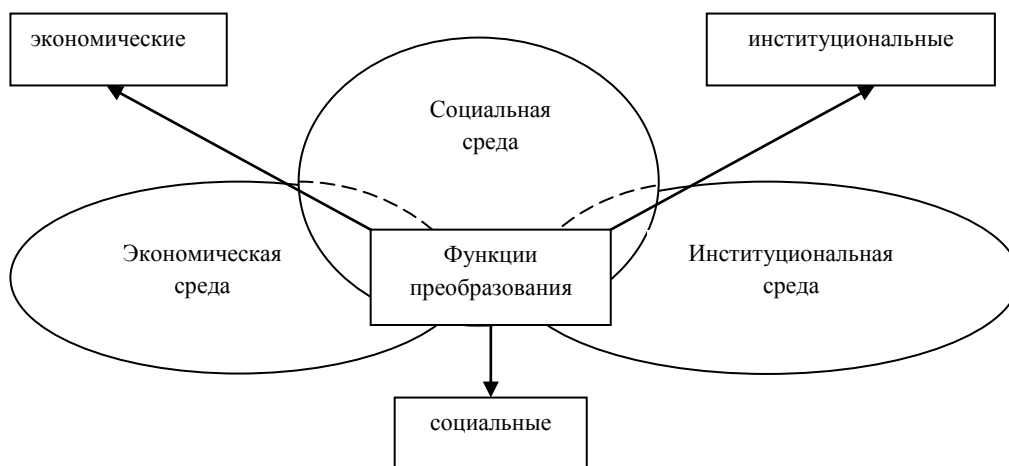 экономические
институциональные
Социальная
среда
Экономическая
среда
Функции
преобразования
Институциональная
среда
социальные